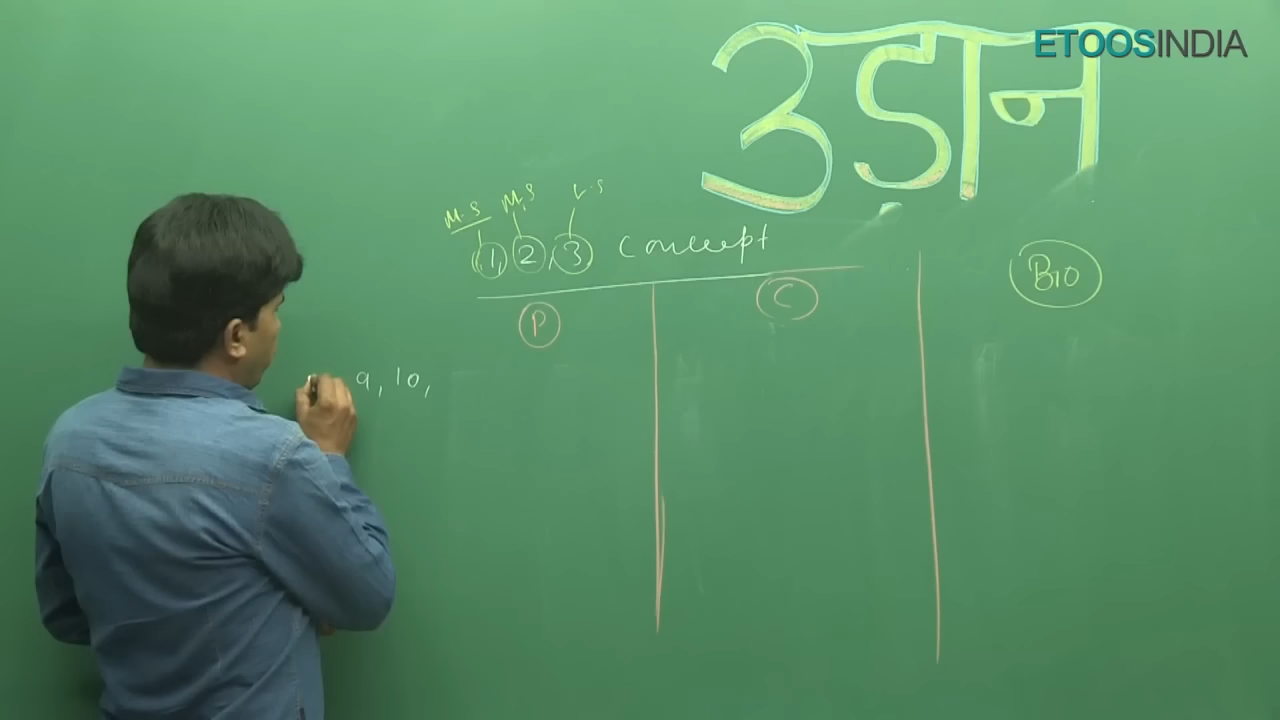 उडान
ETOOSINDIA
M.S M.S L.S
1, 2, 3 concept
P C Bio
9, 10,